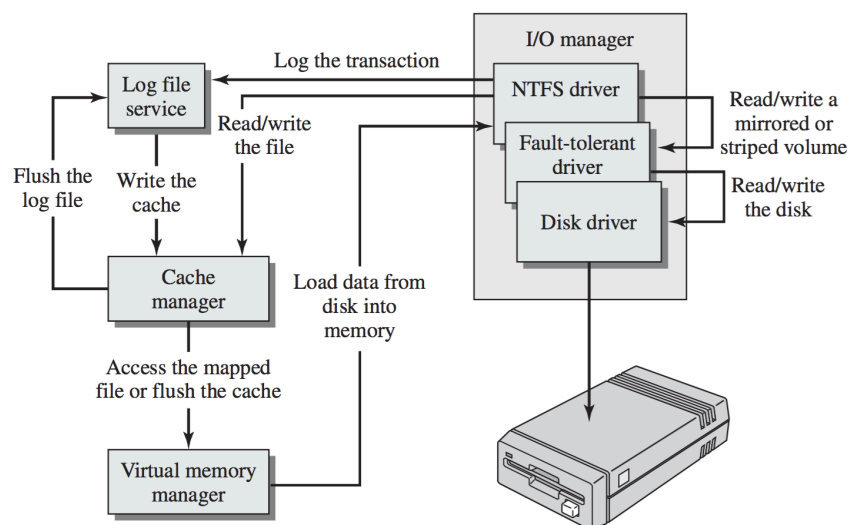 I/O manager
Log the transaction
Log file
service
NTFS driver
Read/write a
mirrored or
striped volume
Read/write
the file
Fault-tolerant
driver
Flush the
log file
Write the
cache
Read/write
the disk
Disk driver
Cache
manager
Load data from
disk into
memory
Access the mapped
file or flush the cache
Virtual memory
manager